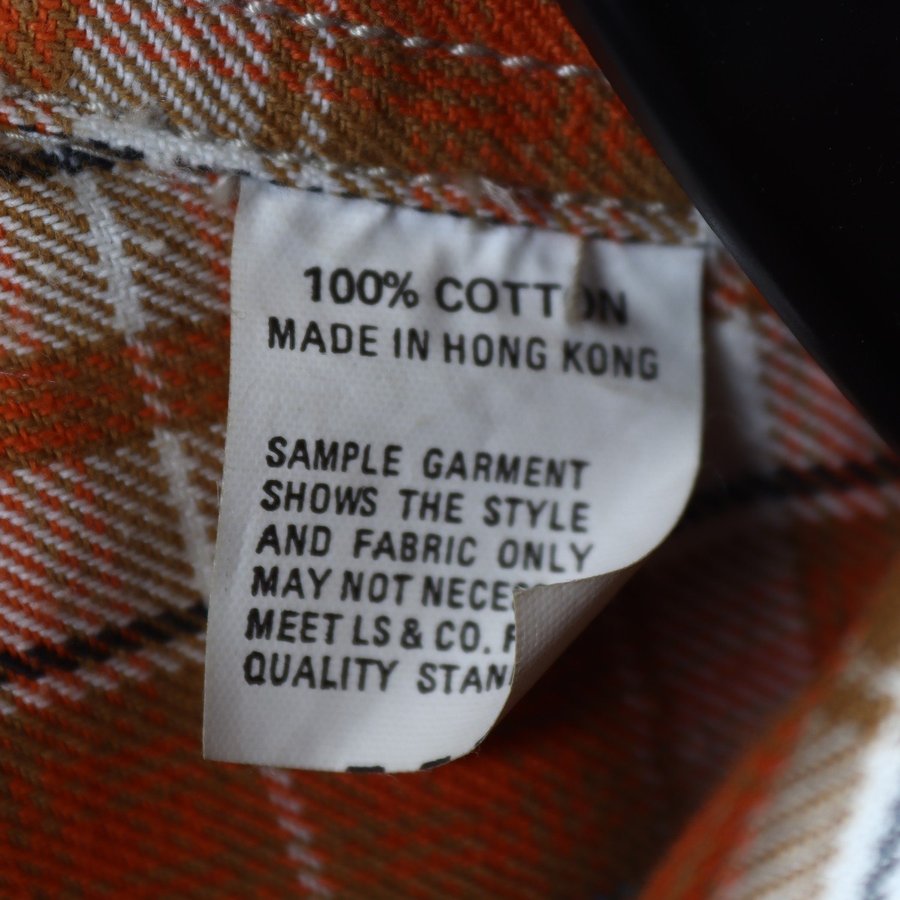 100% COTTON
MADE IN HONG KONG
SAMPLE GARMENT
SHOWS THE STYLE
AND FABRIC ONLY
MAY NOT
MEET LS & CO.
QUALITY